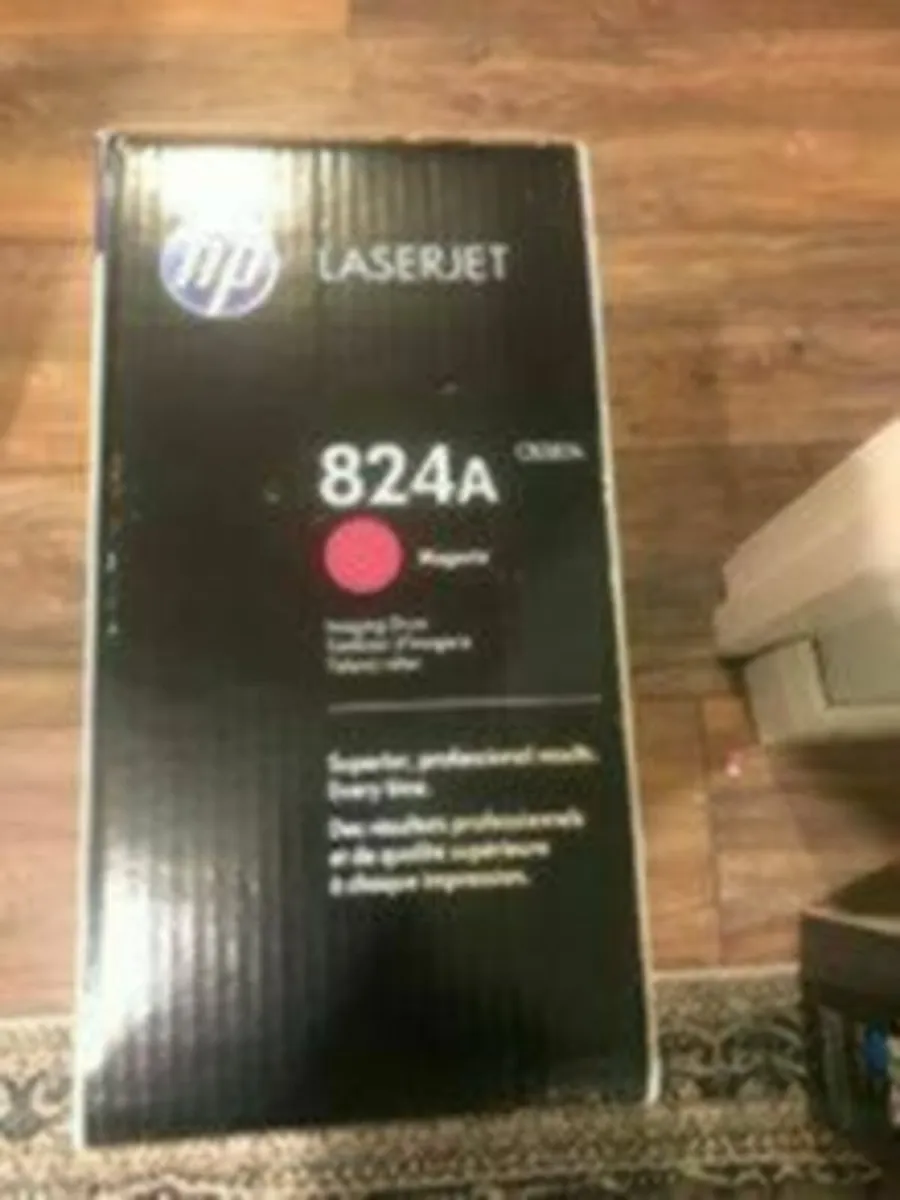 hp LASERJET
824A
Magenta
Imaging Drum
Superior, professional results.
Every time.
Des résultats professionnels
et de qualité supérieure
à chaque impression.